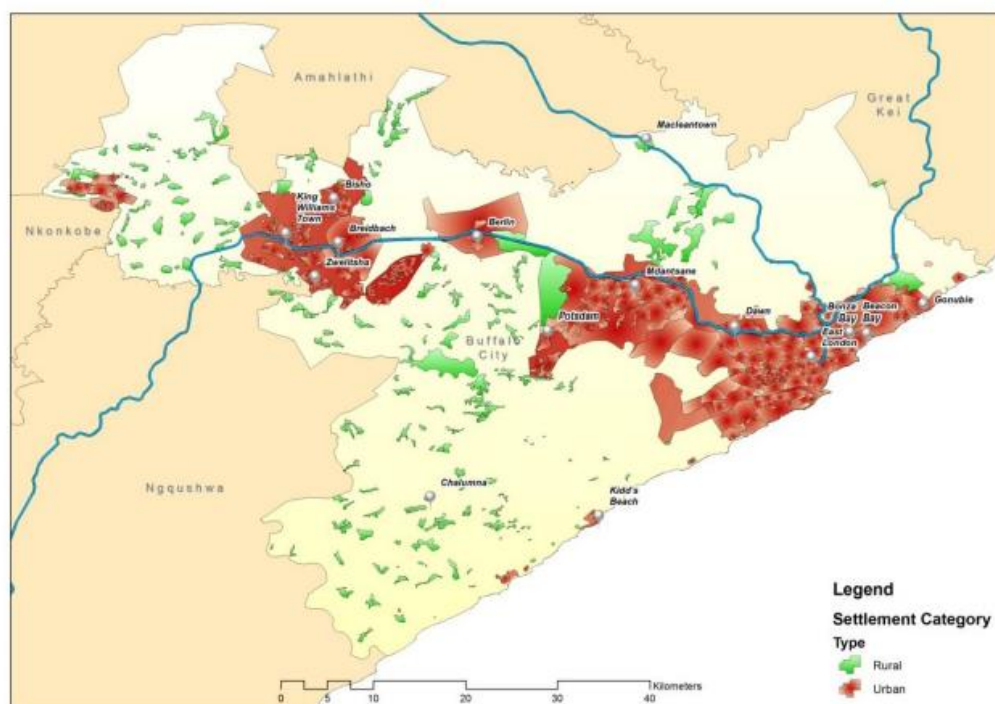 Amahlathi
Great
Kei
Macleantown
Bisho
King
Williams
Town
Nkonkobe
Breidbach
Berlin
Zwelitsha
Mdantsane
Gonubie
Bonza
Bay
Beacon
Bay
Dawn
Potsdam
East
London
Buffalo
City
Ngqushwa
Chalumna
Kidd's
Beach
Legend
Settlement Category
Type
Rural
Urban
Kilometers
0 5 10 20 30 40